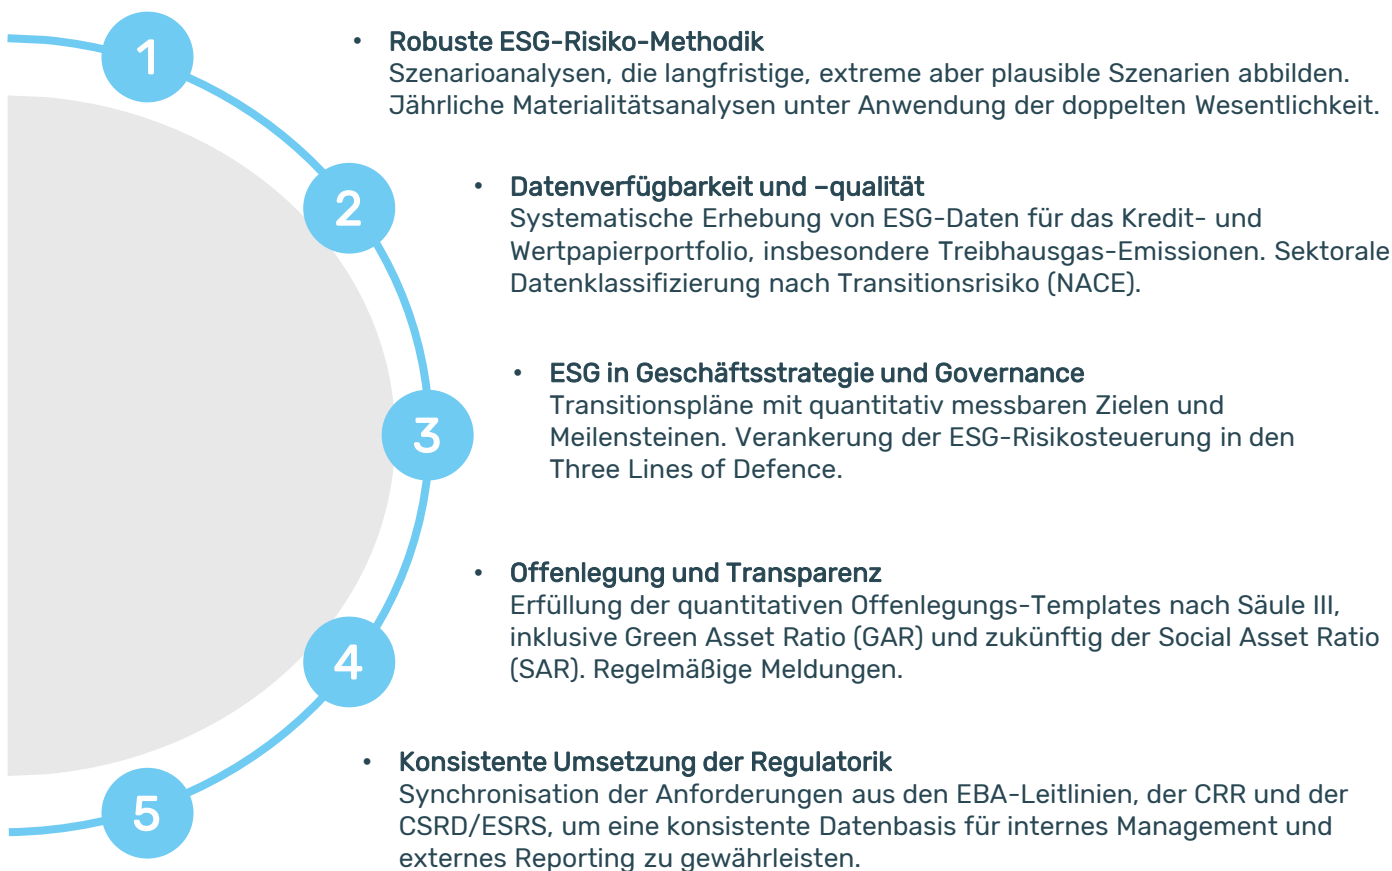 1
• Robuste ESG-Risiko-Methodik
Szenarioanalysen, die langfristige, extreme aber plausible Szenarien abbilden.
Jährliche Materialitätsanalysen unter Anwendung der doppelten Wesentlichkeit.
2
• Datenverfügbarkeit und –qualität
Systematische Erhebung von ESG-Daten für das Kredit- und
Wertpapierportfolio, insbesondere Treibhausgas-Emissionen. Sektorale
Datenklassifizierung nach Transitionsrisiko (NACE).
3
• ESG in Geschäftsstrategie und Governance
Transitionspläne mit quantitativ messbaren Zielen und
Meilensteinen. Verankerung der ESG-Risikosteuerung in den
Three Lines of Defence.
4
• Offenlegung und Transparenz
Erfüllung der quantitativen Offenlegungs-Templates nach Säule III,
inklusive Green Asset Ratio (GAR) und zukünftig der Social Asset Ratio
(SAR). Regelmäßige Meldungen.
5
• Konsistente Umsetzung der Regulatorik
Synchronisation der Anforderungen aus den EBA-Leitlinien, der CRR und der
CSRD/ESRS, um eine konsistente Datenbasis für internes Management und
externes Reporting zu gewährleisten.